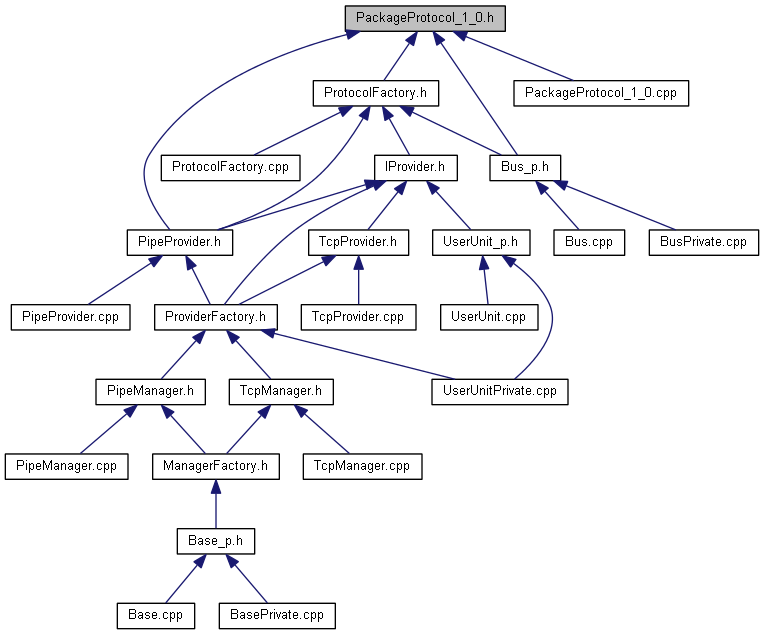 PackageProtocol_1_0.h
ProtocolFactory.h
PackageProtocol_1_0.cpp
ProtocolFactory.cpp
IProvider.h
Bus_p.h
PipeProvider.h
TcpProvider.h
UserUnit_p.h
Bus.cpp
BusPrivate.cpp
PipeProvider.cpp
ProviderFactory.h
TcpProvider.cpp
UserUnit.cpp
PipeManager.h
TcpManager.h
UserUnitPrivate.cpp
PipeManager.cpp
ManagerFactory.h
TcpManager.cpp
Base_p.h
Base.cpp
BasePrivate.cpp